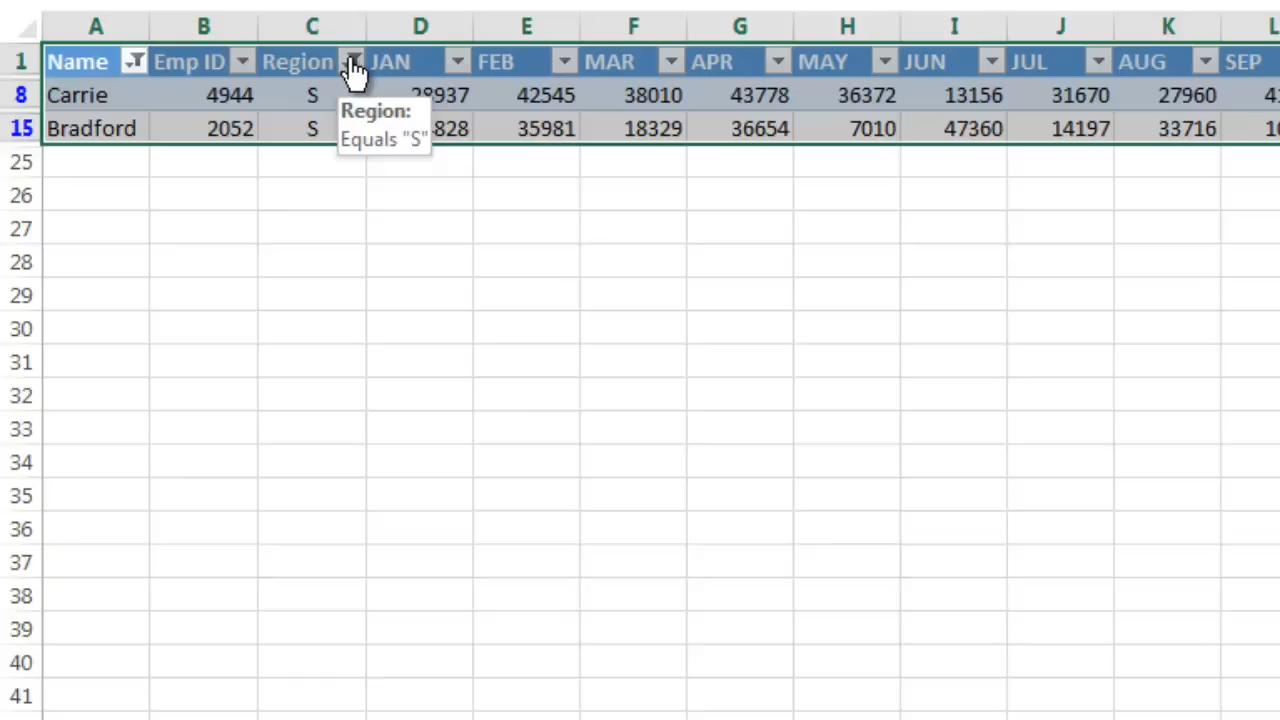 A B C D E F G H I J K L
1 Name Emp ID Region JAN FEB MAR APR MAY JUN JUL AUG SEP
8 Carrie 4944 S 28937 42545 38010 43778 36372 13156 31670 27960
15 Bradford 2052 S 828 35981 18329 36654 7010 47360 14197 33716
Region:
Equals "S"
25
26
27
28
29
30
31
32
33
34
35
36
37
38
39
40
41